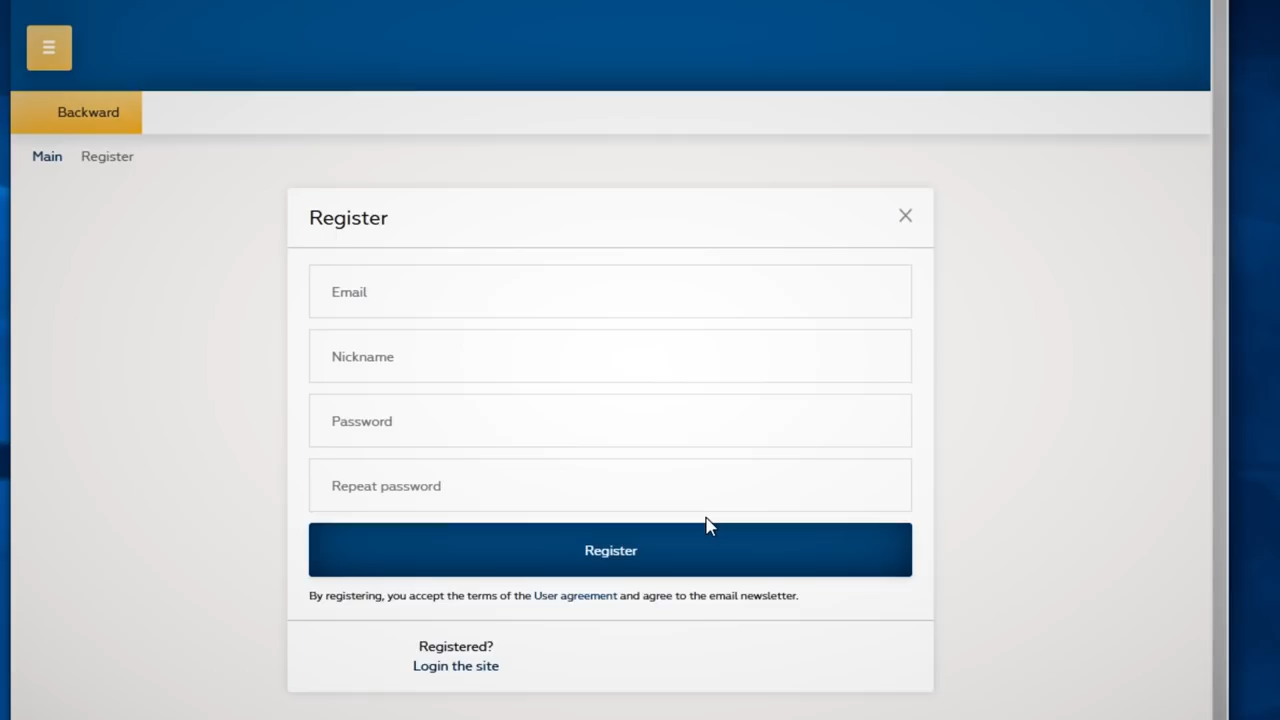 Backward
Main Register
Register
Email
Nickname
Password
Repeat password
Register
By registering, you accept the terms of the User agreement and agree to the email newsletter.
Registered?
Login the site